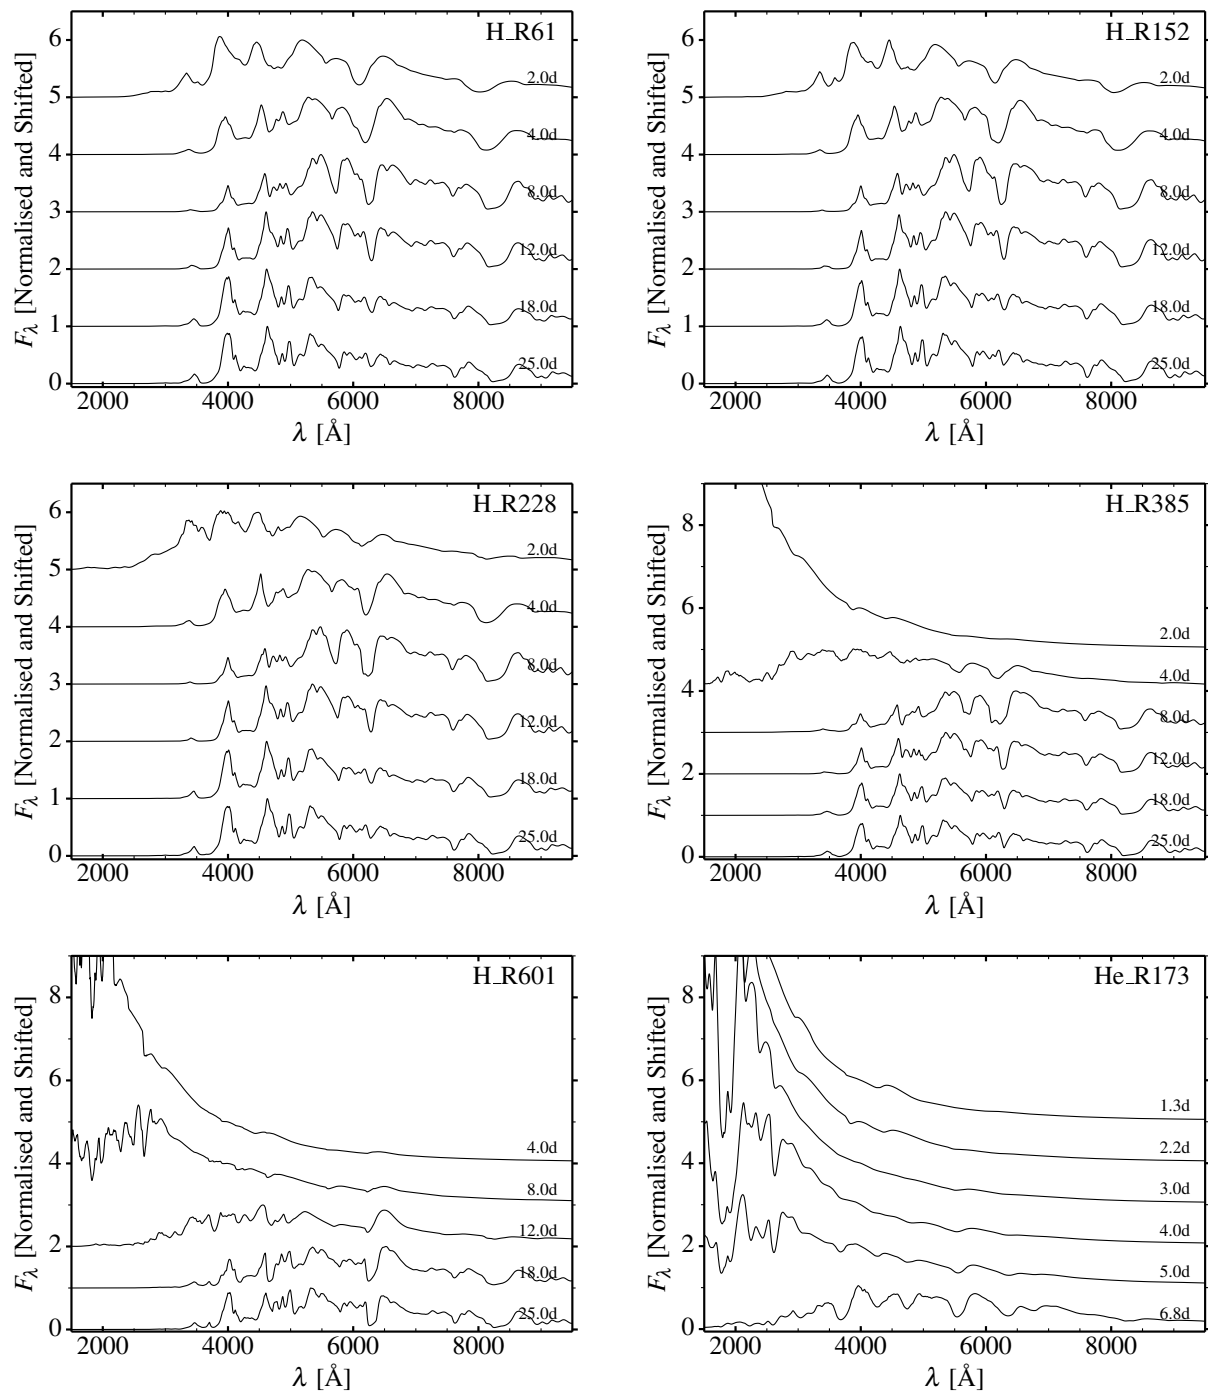 H_R61
6
5
4
3
2
1
0
2.0d
4.0d
8.0d
12.0d
18.0d
25.0d
2000 4000 6000 8000
λ [Å]
F_λ [Normalised and Shifted]
H_R152
6
5
4
3
2
1
0
2.0d
4.0d
8.0d
12.0d
18.0d
25.0d
2000 4000 6000 8000
λ [Å]
F_λ [Normalised and Shifted]
H_R228
6
5
4
3
2
1
0
2.0d
4.0d
8.0d
12.0d
18.0d
25.0d
2000 4000 6000 8000
λ [Å]
F_λ [Normalised and Shifted]
H_R385
8
6
4
2
0
2.0d
4.0d
8.0d
12.0d
18.0d
25.0d
2000 4000 6000 8000
λ [Å]
F_λ [Normalised and Shifted]
H_R601
8
6
4
2
0
4.0d
8.0d
12.0d
18.0d
25.0d
2000 4000 6000 8000
λ [Å]
F_λ [Normalised and Shifted]
He_R173
8
6
4
2
0
1.3d
2.2d
3.0d
4.0d
5.0d
6.8d
2000 4000 6000 8000
λ [Å]
F_λ [Normalised and Shifted]